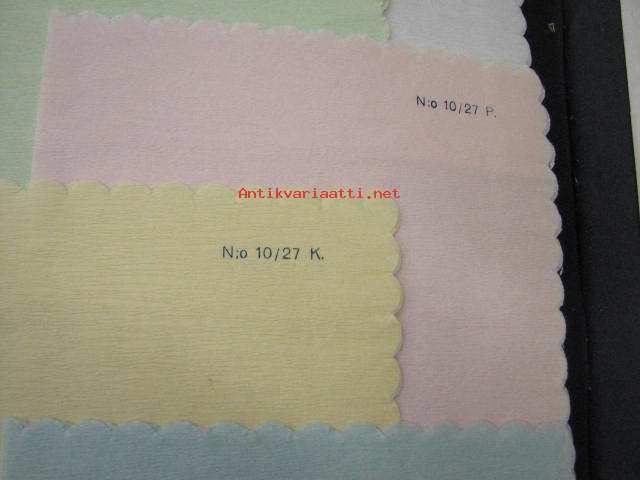 N:o 10/27 P.
Antikvariaatti.net
N:o 10/27 K.